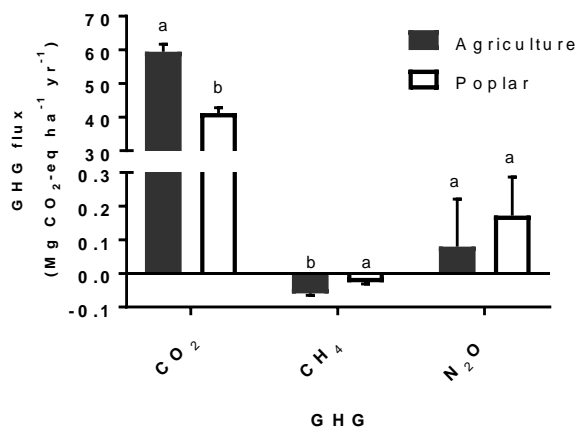 GHG flux
(Mg CO₂-eq ha⁻¹ yr⁻¹)
70
60
50
40
30
0.3
0.2
0.1
0.0
-0.1
a
b
b
a
a
a
Agriculture
Poplar
CO₂
CH₄
N₂O
GHG